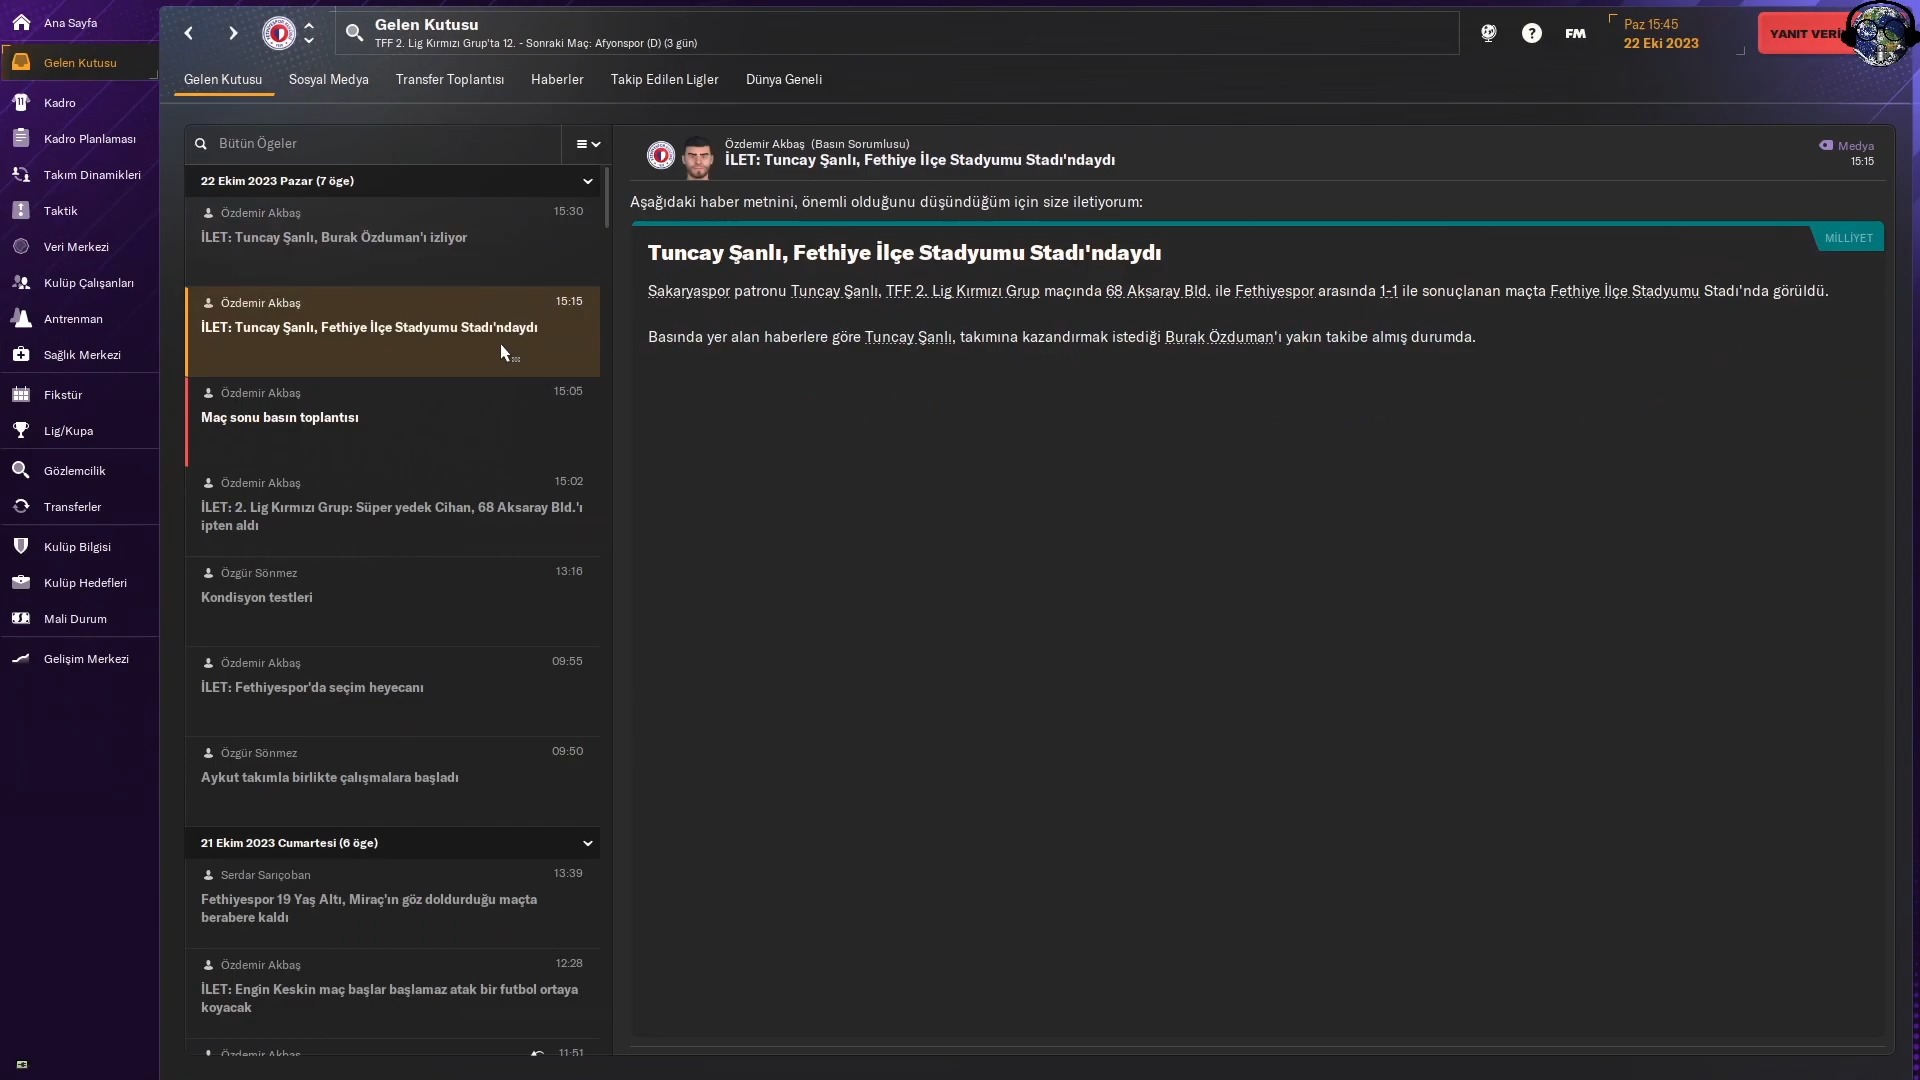 Ana Sayfa
Gelen Kutusu
Kadro
Kadro Planlaması
Takım Dinamikleri
Taktik
Veri Merkezi
Kulüp Çalışanları
Antrenman
Sağlık Merkezi
Fikstür
Lig/Kupa
Gözlemcilik
Transferler
Kulüp Bilgisi
Kulüp Hedefleri
Mali Durum
Gelişim Merkezi
Gelen Kutusu
TFF 2. Lig Kırmızı Grup'ta 12. - Sonraki Maç: Afyonspor (D) (3 gün)
FM
Paz 15:45
22 Eki 2023
Gelen Kutusu Sosyal Medya Transfer Toplantısı Haberler Takip Edilen Ligler Dünya Geneli
Bütün Ögeler
22 Ekim 2023 Pazar (7 öge)
Özdemir Akbaş 15:30
İLET: Tuncay Şanlı, Burak Özduman'ı izliyor
Özdemir Akbaş 15:15
İLET: Tuncay Şanlı, Fethiye İlçe Stadyumu Stadı'ndaydı
Özdemir Akbaş 15:05
Maç sonu basın toplantısı
Özdemir Akbaş 15:02
İLET: 2. Lig Kırmızı Grup: Süper yedek Cihan, 68 Aksaray Bld.'ı
ipten aldı
Özgür Sönmez 13:16
Kondisyon testleri
Özdemir Akbaş 09:55
İLET: Fethiyespor'da seçim heyecanı
Özgür Sönmez 09:50
Aykut takımla birlikte çalışmalara başladı
21 Ekim 2023 Cumartesi (6 öge)
Serdar Sarıçoban 13:39
Fethiyespor 19 Yaş Altı, Miraç'ın göz doldurduğu maçta
berabere kaldı
Özdemir Akbaş 12:28
İLET: Engin Keskin maç başlar başlamaz atak bir futbol ortaya
koyacak
Özdemir Akbaş 11:51
Özdemir Akbaş (Basın Sorumlusu)
İLET: Tuncay Şanlı, Fethiye İlçe Stadyumu Stadı'ndaydı
Medya
15:15
Aşağıdaki haber metnini, önemli olduğunu düşündüğüm için size iletiyorum:
MİLLİYET
Tuncay Şanlı, Fethiye İlçe Stadyumu Stadı'ndaydı
Sakaryaspor patronu Tuncay Şanlı, TFF 2. Lig Kırmızı Grup maçında 68 Aksaray Bld. ile Fethiyespor arasında 1-1 ile sonuçlanan maçta Fethiye İlçe Stadyumu Stadı'nda görüldü.
Basında yer alan haberlere göre Tuncay Şanlı, takımına kazandırmak istediği Burak Özduman'ı yakın takibe almış durumda.